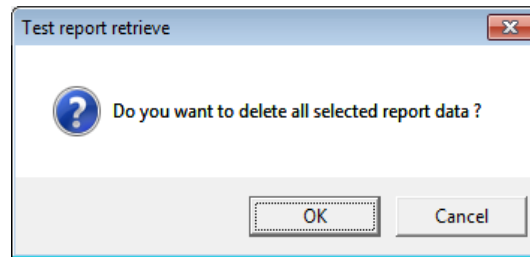 Test report retrieve
Do you want to delete all selected report data ?
OK
Cancel